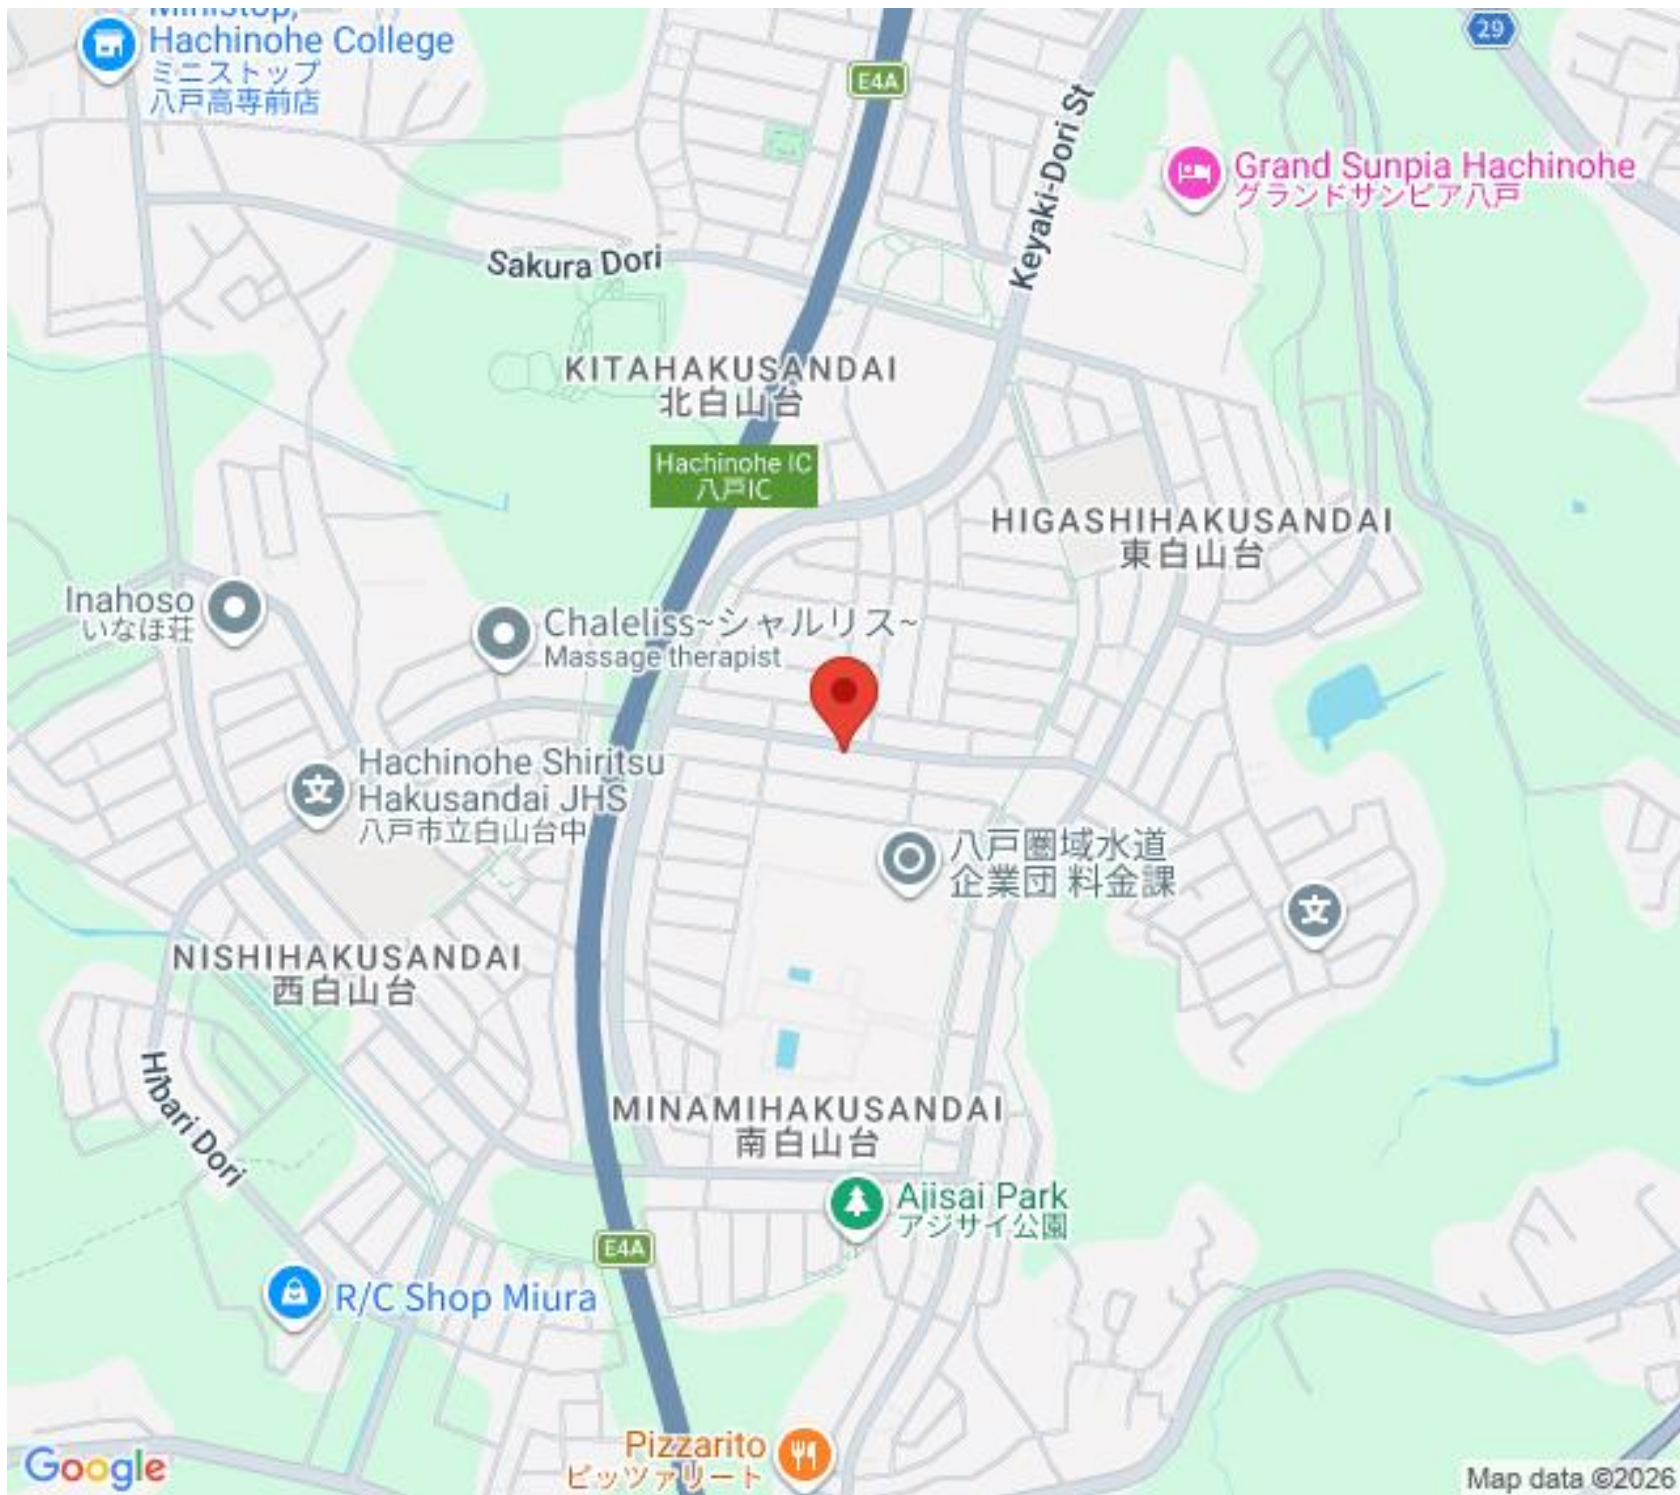 Ministop,
Hachinohe College
ミニストップ
八戸高専前店
E4A
29
Keyaki-Dori St
Grand Sunpia Hachinohe
グランドサンピア八戸
Sakura Dori
KITAHAKUSANDAI
北白山台
Hachinohe IC
八戸IC
HIGASHIHAKUSANDAI
東白山台
Inahoso
いなほ荘
Chaleliss~シャルリス~
Massage therapist
Hachinohe Shiritsu
Hakusandai JHS
八戸市立白山台中
文
八戸圏域水道
企業団 料金課
文
NISHIHAKUSANDAI
西白山台
Hibari Dori
MINAMIHAKUSANDAI
南白山台
Ajisai Park
アジサイ公園
E4A
R/C Shop Miura
Pizzarito
ピッツァリート
Google
Map data ©2026